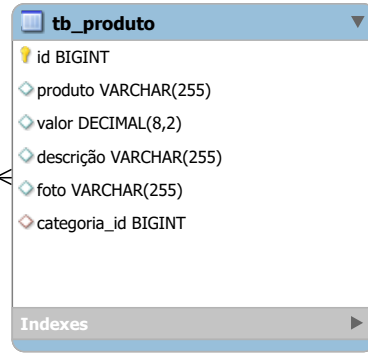 tb_produto
id BIGINT
produto VARCHAR(255)
valor DECIMAL(8,2)
descrição VARCHAR(255)
foto VARCHAR(255)
categoria_id BIGINT
Indexes